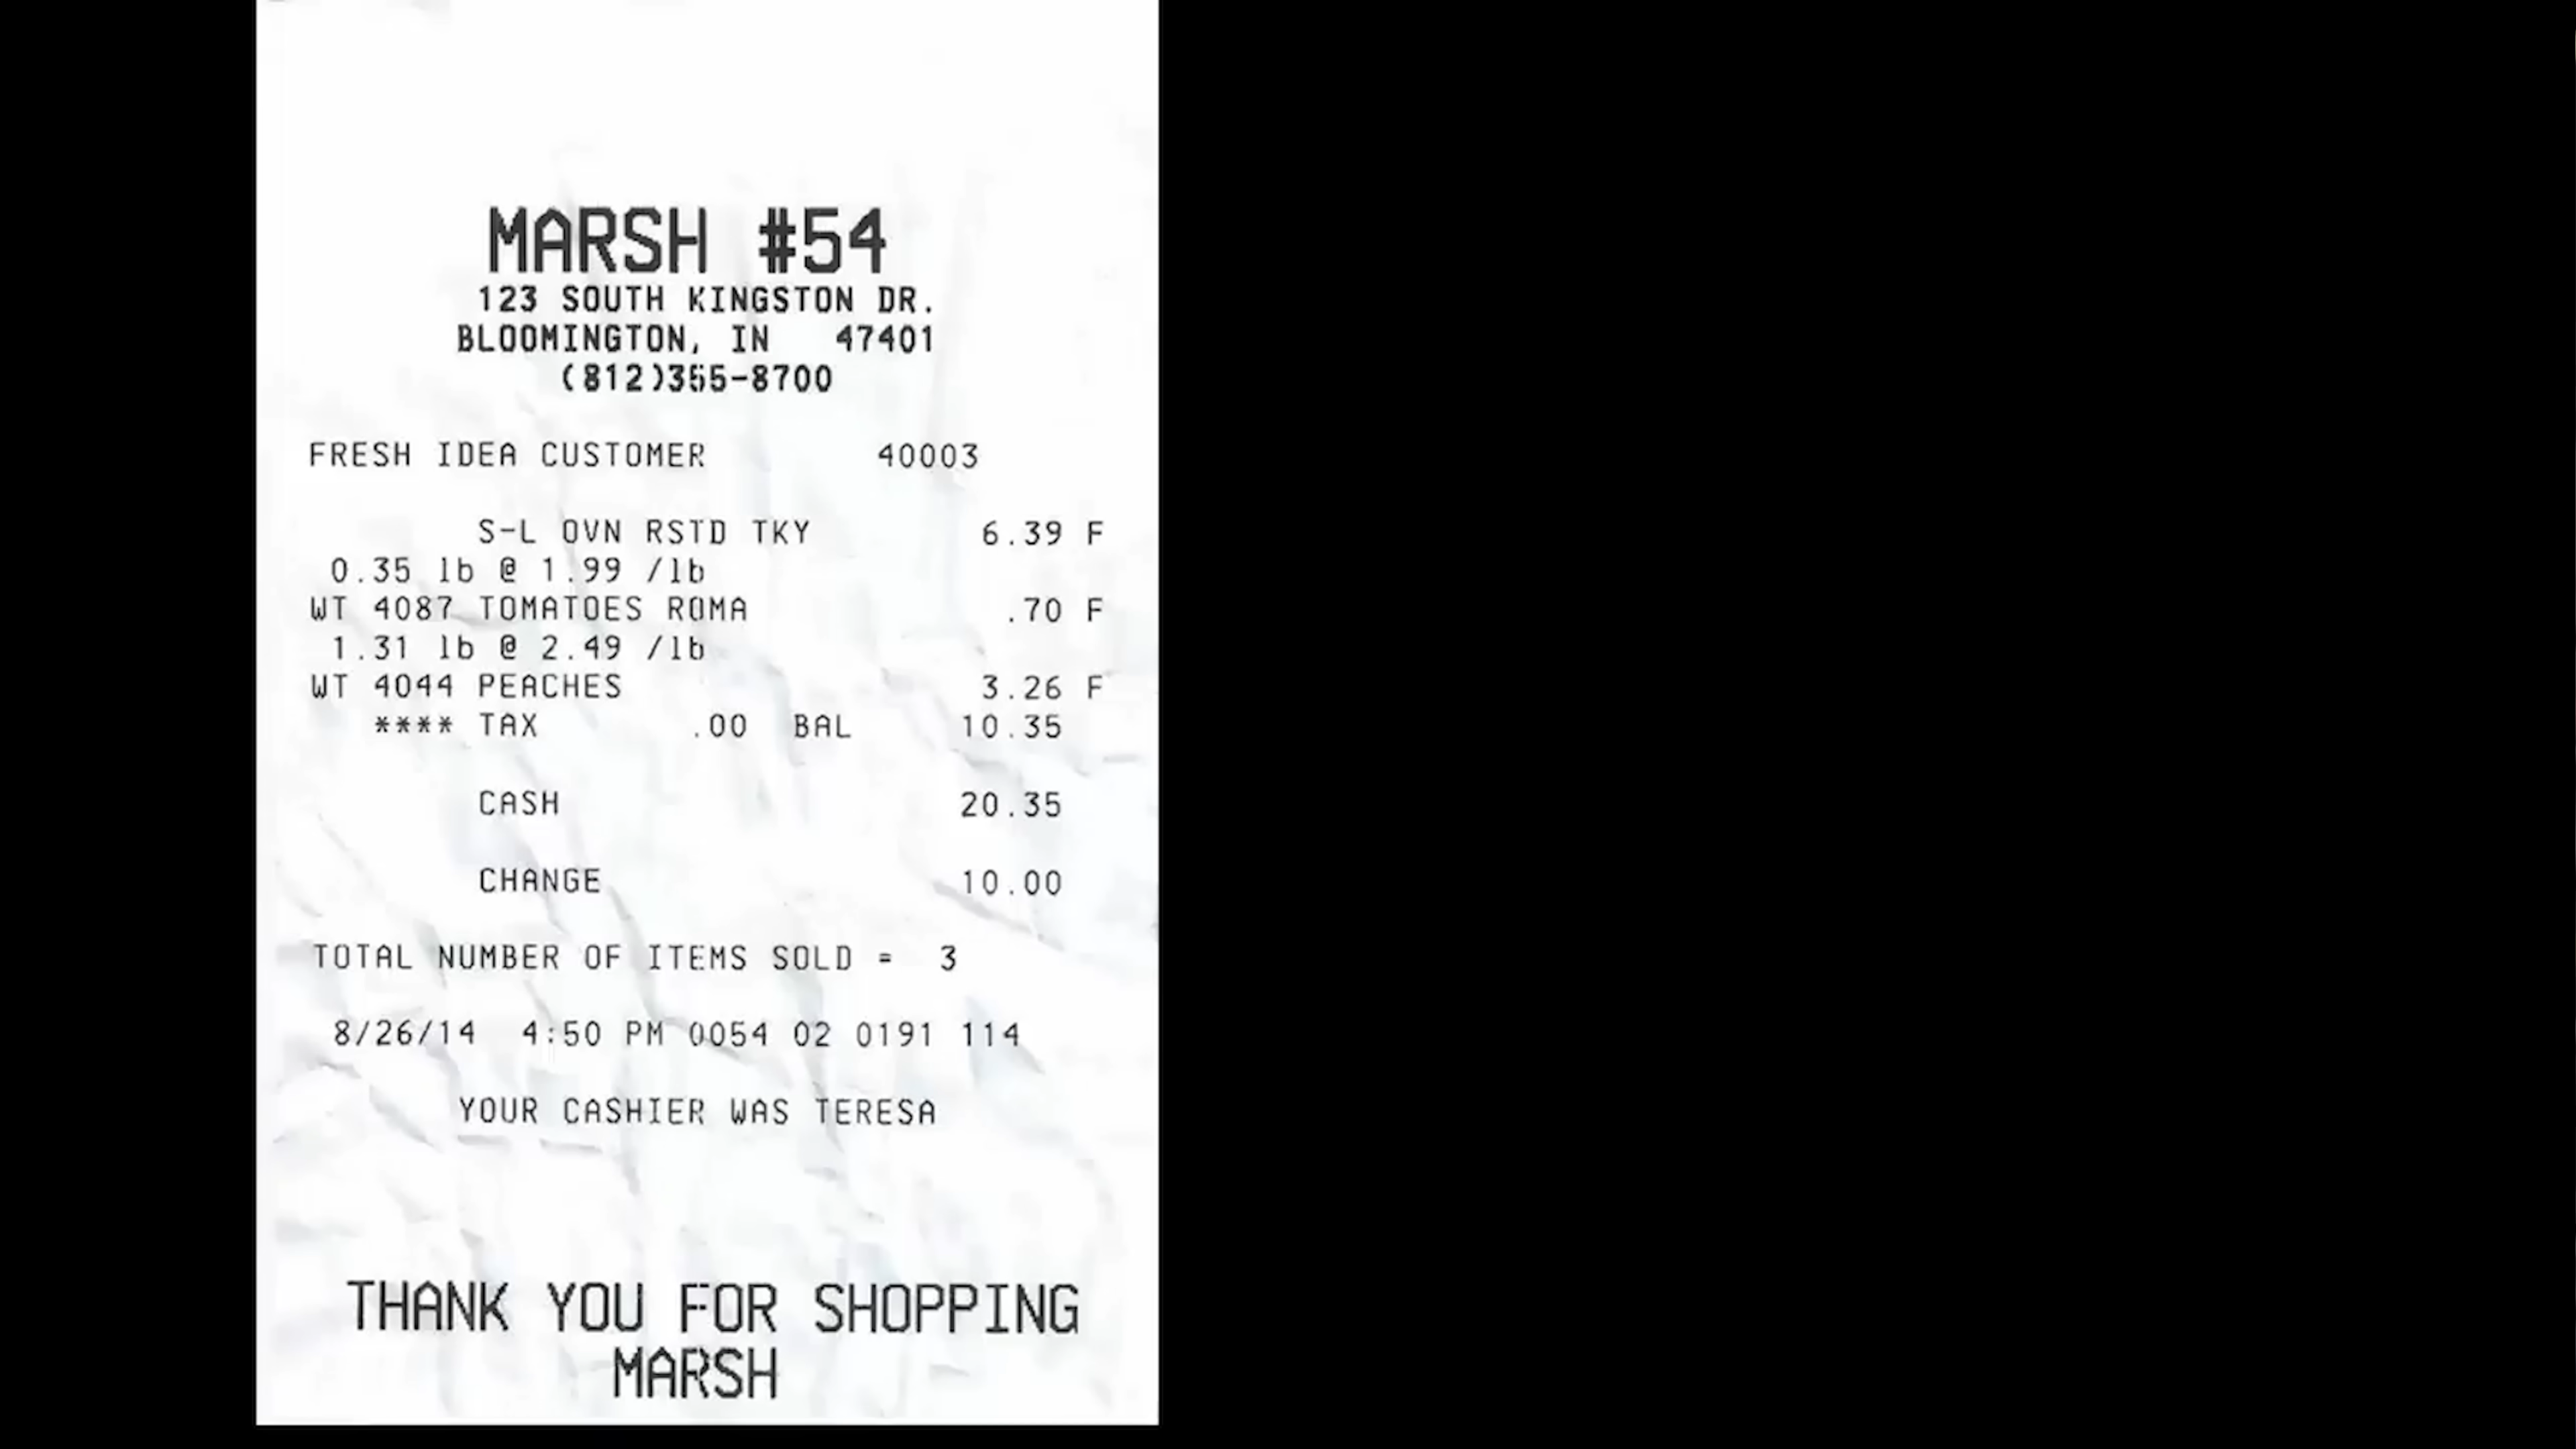 MARSH #54
123 SOUTH KINGSTON DR.
BLOOMINGTON, IN 47401
(812)355-8700
FRESH IDEA CUSTOMER 40003
S-L OVN RSTD TKY 6.39 F
0.35 lb @ 1.99 /lb
WT 4087 TOMATOES ROMA .70 F
1.31 lb @ 2.49 /lb
WT 4044 PEACHES 3.26 F
**** TAX .00 BAL 10.35
CASH 20.35
CHANGE 10.00
TOTAL NUMBER OF ITEMS SOLD = 3
8/26/14 4:50 PM 0054 02 0191 114
YOUR CASHIER WAS TERESA
THANK YOU FOR SHOPPING
MARSH